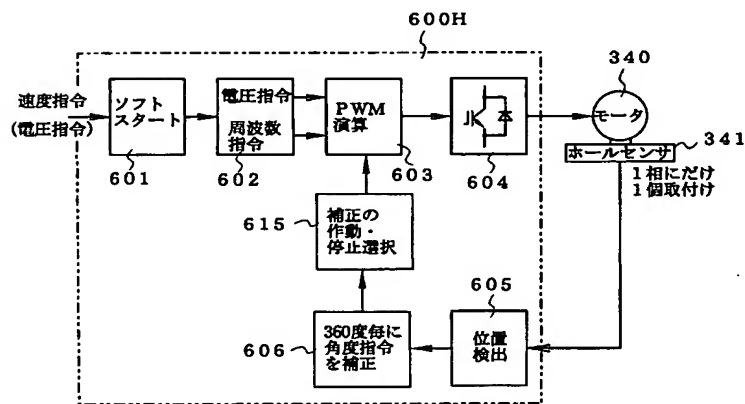 600H
340
速度指令
(電圧指令)
ソフト
スタート
601
電圧指令
周波数
指令
602
PWM
演算
603
604
モータ
ホールセンサ
341
1相にだけ
1個取付け
615
補正の
作動・
停止選択
605
606
360度毎に
角度指令
を補正
位置
検出